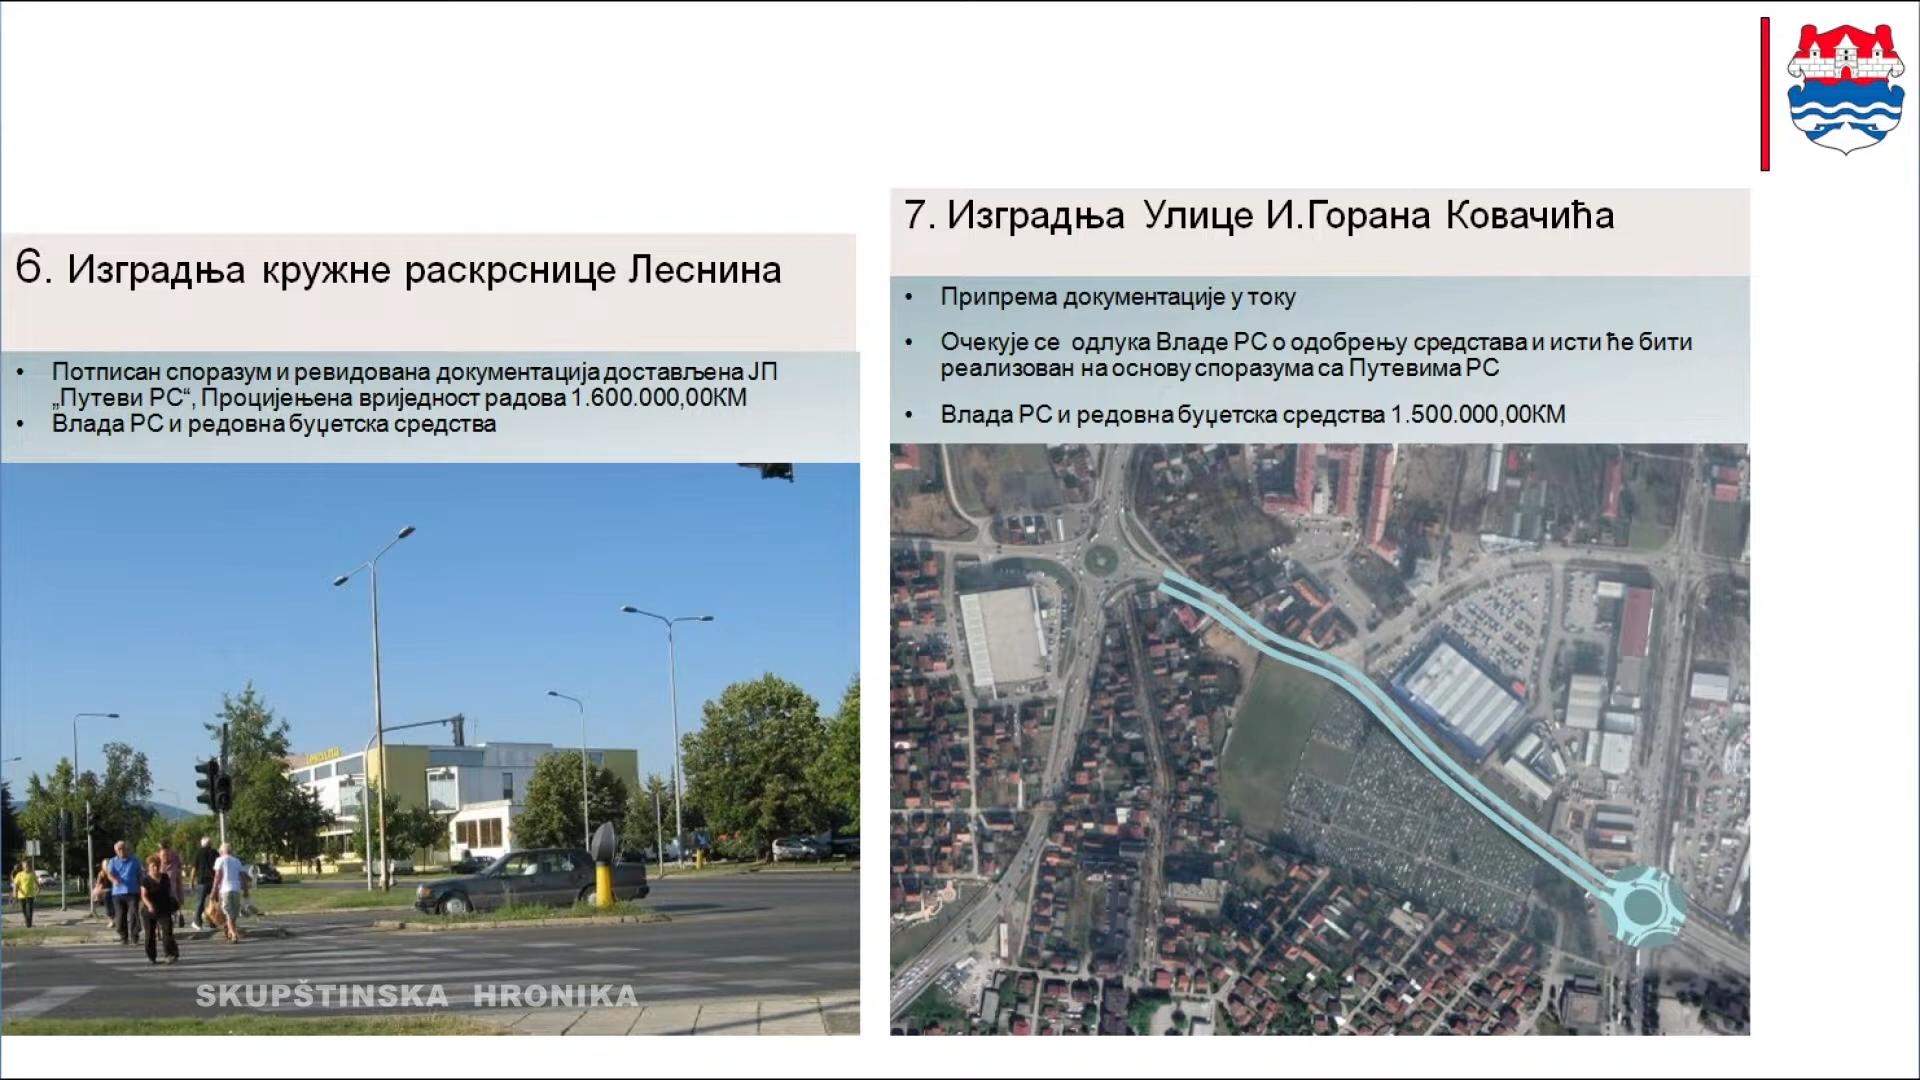 6. Изградња кружне раскрснице Леснина
• Потписан споразум и ревидована документација достављена ЈП
„Путеви РС“, Процијењена вриједност радова 1.600.000,00КМ
• Влада РС и редовна буџетска средства
SKUPŠTINSKA HRONIKA
7. Изградња Улице И.Горана Ковачића
• Припрема документације у току
• Очекује се одлука Владе РС о одобрењу средстава и исти ће бити
реализован на основу споразума са Путевима РС
• Влада РС и редовна буџетска средства 1.500.000,00КМ